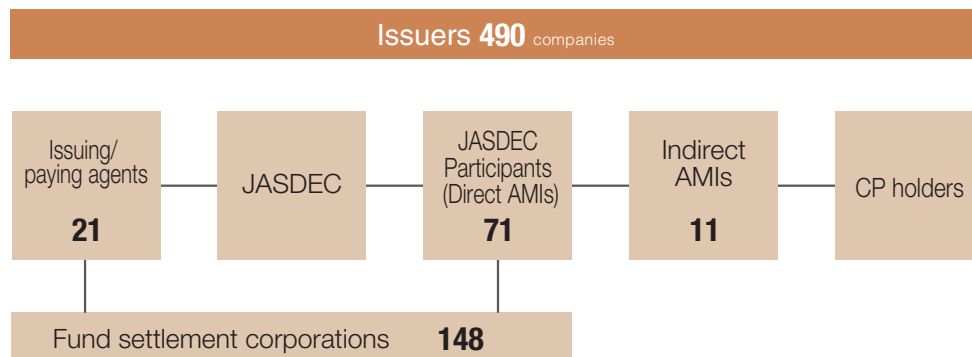 Issuers 490 companies
Issuing/
paying agents
21
JASDEC
JASDEC
Participants
(Direct AMIs)
71
Indirect
AMIs
11
CP holders
Fund settlement corporations 148